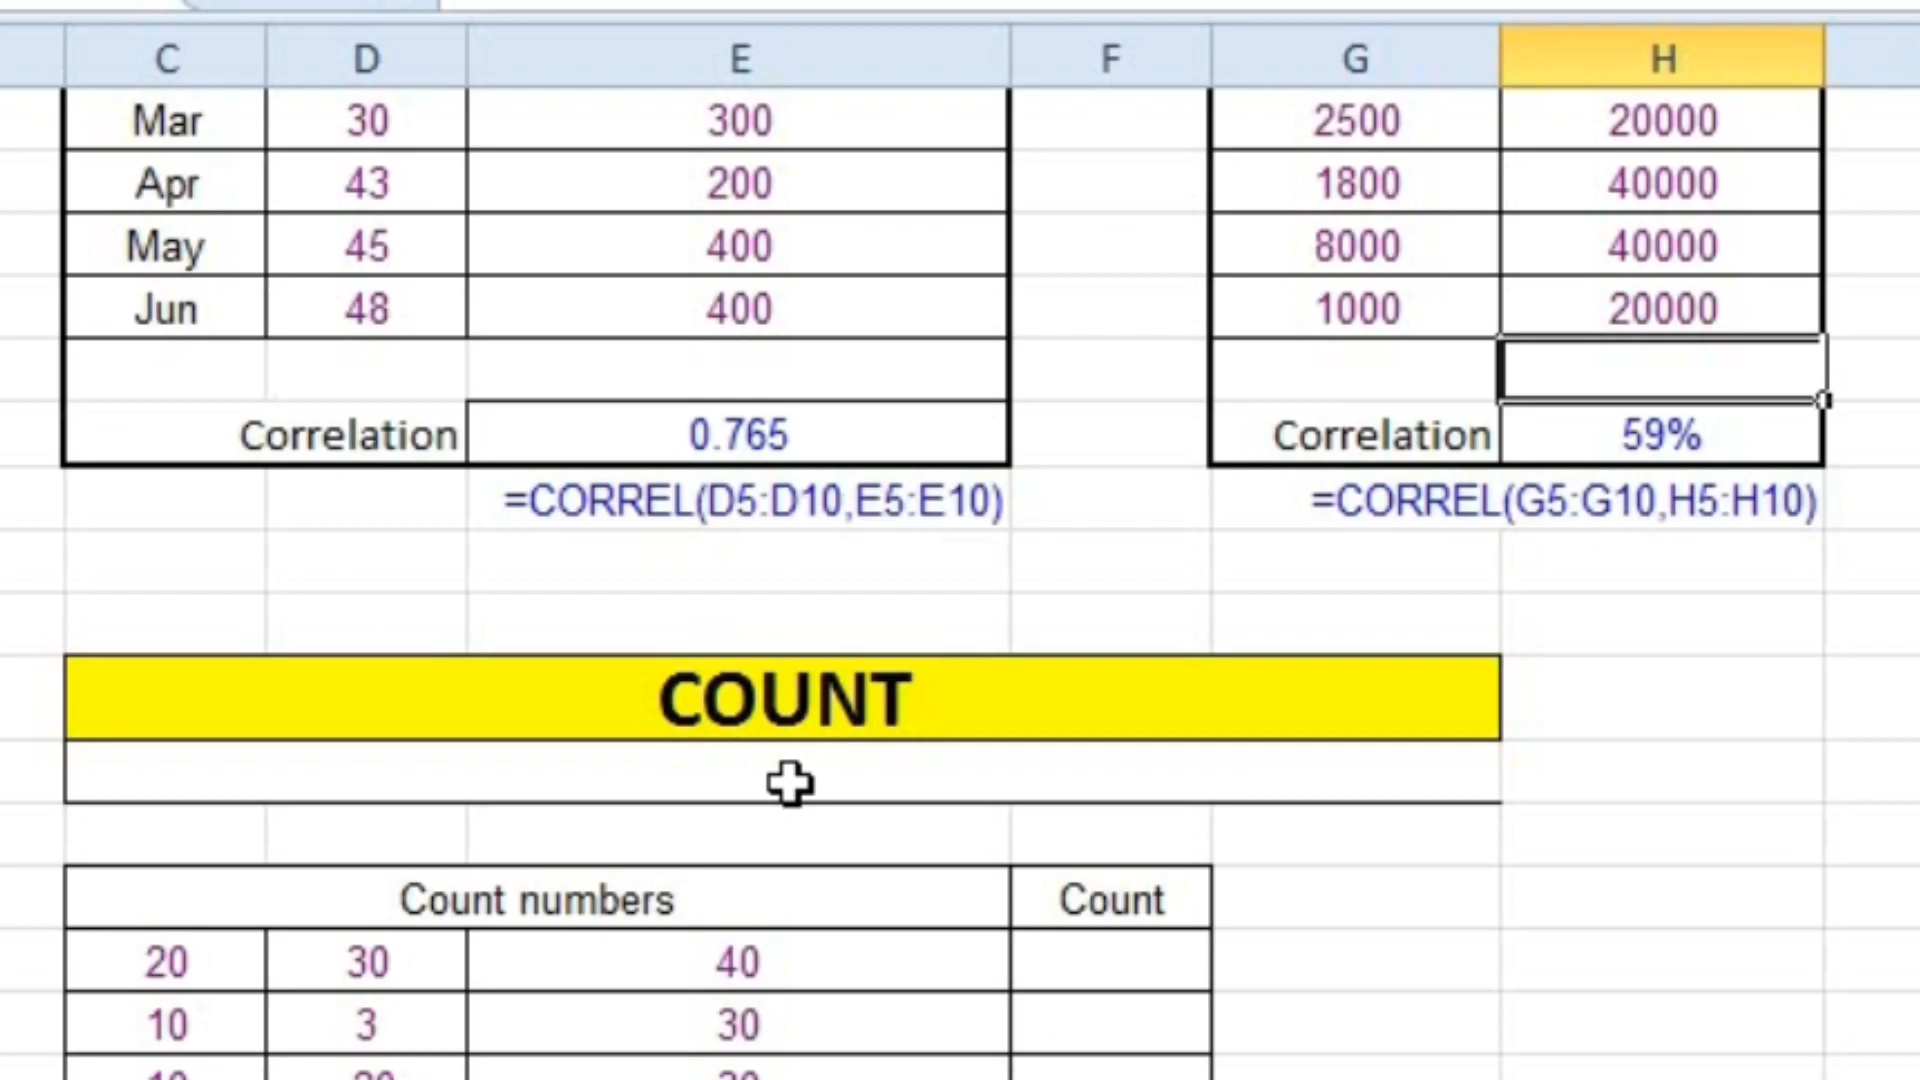 C D E F G H
Mar 30 300 2500 20000
Apr 43 200 1800 40000
May 45 400 8000 40000
Jun 48 400 1000 20000
Correlation 0.765 Correlation 59%
=CORREL(D5:D10,E5:E10) =CORREL(G5:G10,H5:H10)
COUNT
Count numbers Count
20 30 40
10 3 30